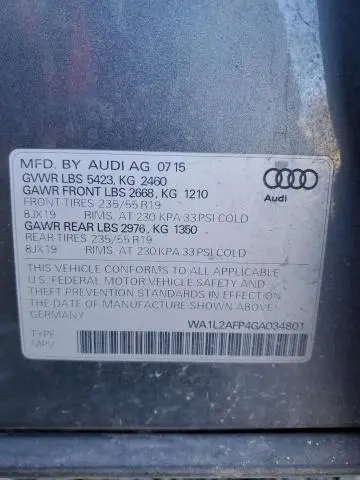 MFD. BY AUDI AG 07 15
GVWR LBS 5423, KG 2460
GAWR FRONT LBS 2668, KG 1210
FRONT-TIRES 235/55 R19
8JX19 RIMS, AT 230 KPA 33 PSI COLD
GAWR REAR LBS 2976, KG 1350
REAR TIRES 235/55 R19
8JX19 RIMS, AT 230 KPA 33 PSI COLD
Audi
THIS VEHICLE CONFORMS TO ALL APPLICABLE
U.S. FEDERAL MOTOR VEHICLE SAFETY AND
THEFT PREVENTION STANDARDS IN EFFECT ON
THE DATE OF MANUFACTURE SHOWN ABOVE
GERMANY
WA1L2AFP4GA034801
TYPE:
MPV